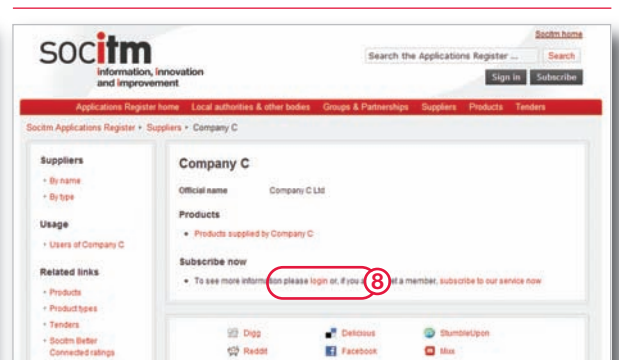 socitm
information, innovation
and improvement
Socitm home
Search the Applications Register ...
Search
Sign in
Subscribe
Applications Register home Local authorities & other bodies Groups & Partnerships Suppliers Products Tenders
Socitm Applications Register • Suppliers • Company C
Suppliers
• By name
• By type
Usage
• Users of Company C
Related links
• Products
• Product types
• Tenders
• Socitm Better
Connected ratings
Company C
Official name Company C Ltd
Products
• Products supplied by Company C
Subscribe now
• To see more information please login or, if you a 8 t a member, subscribe to our service now
Digg
Delicious
StumbleUpon
Reddit
Facebook
Mixx